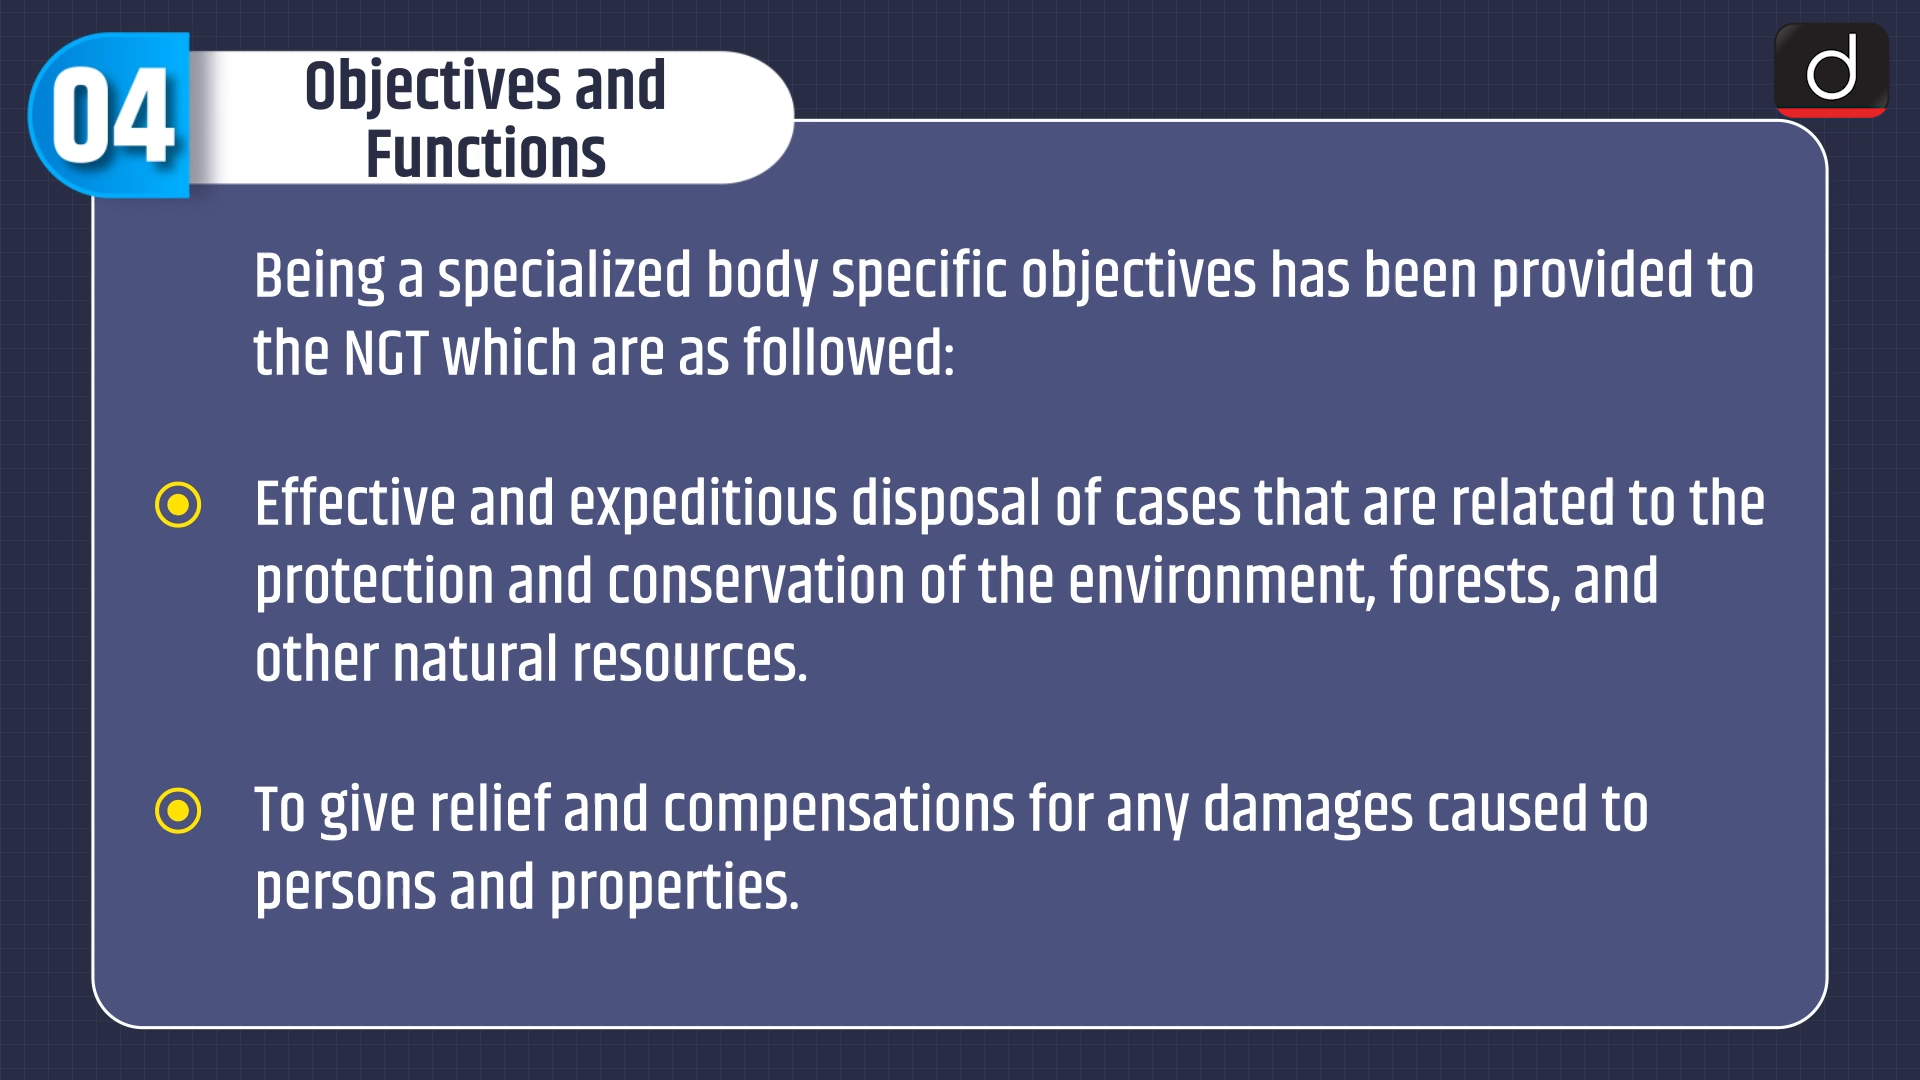 04
Objectives and
Functions
d
Being a specialized body specific objectives has been provided to
the NGT which are as followed:
Effective and expeditious disposal of cases that are related to the
protection and conservation of the environment, forests, and
other natural resources.
To give relief and compensations for any damages caused to
persons and properties.